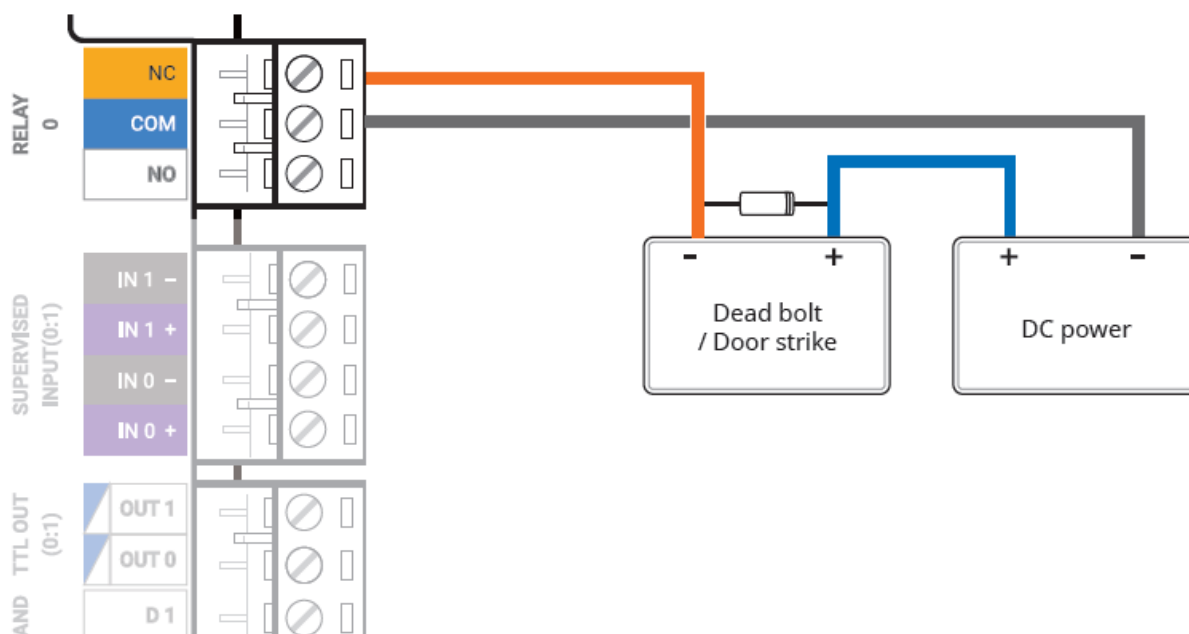 RELAY
0
NC
COM
NO
- +
Dead bolt
/ Door strike
+ -
DC power
SUPERVISED
INPUT(0:1)
IN 1 −
IN 1 +
IN 0 −
IN 0 +
TTL OUT
(0:1)
OUT 1
OUT 0
AND
D 1